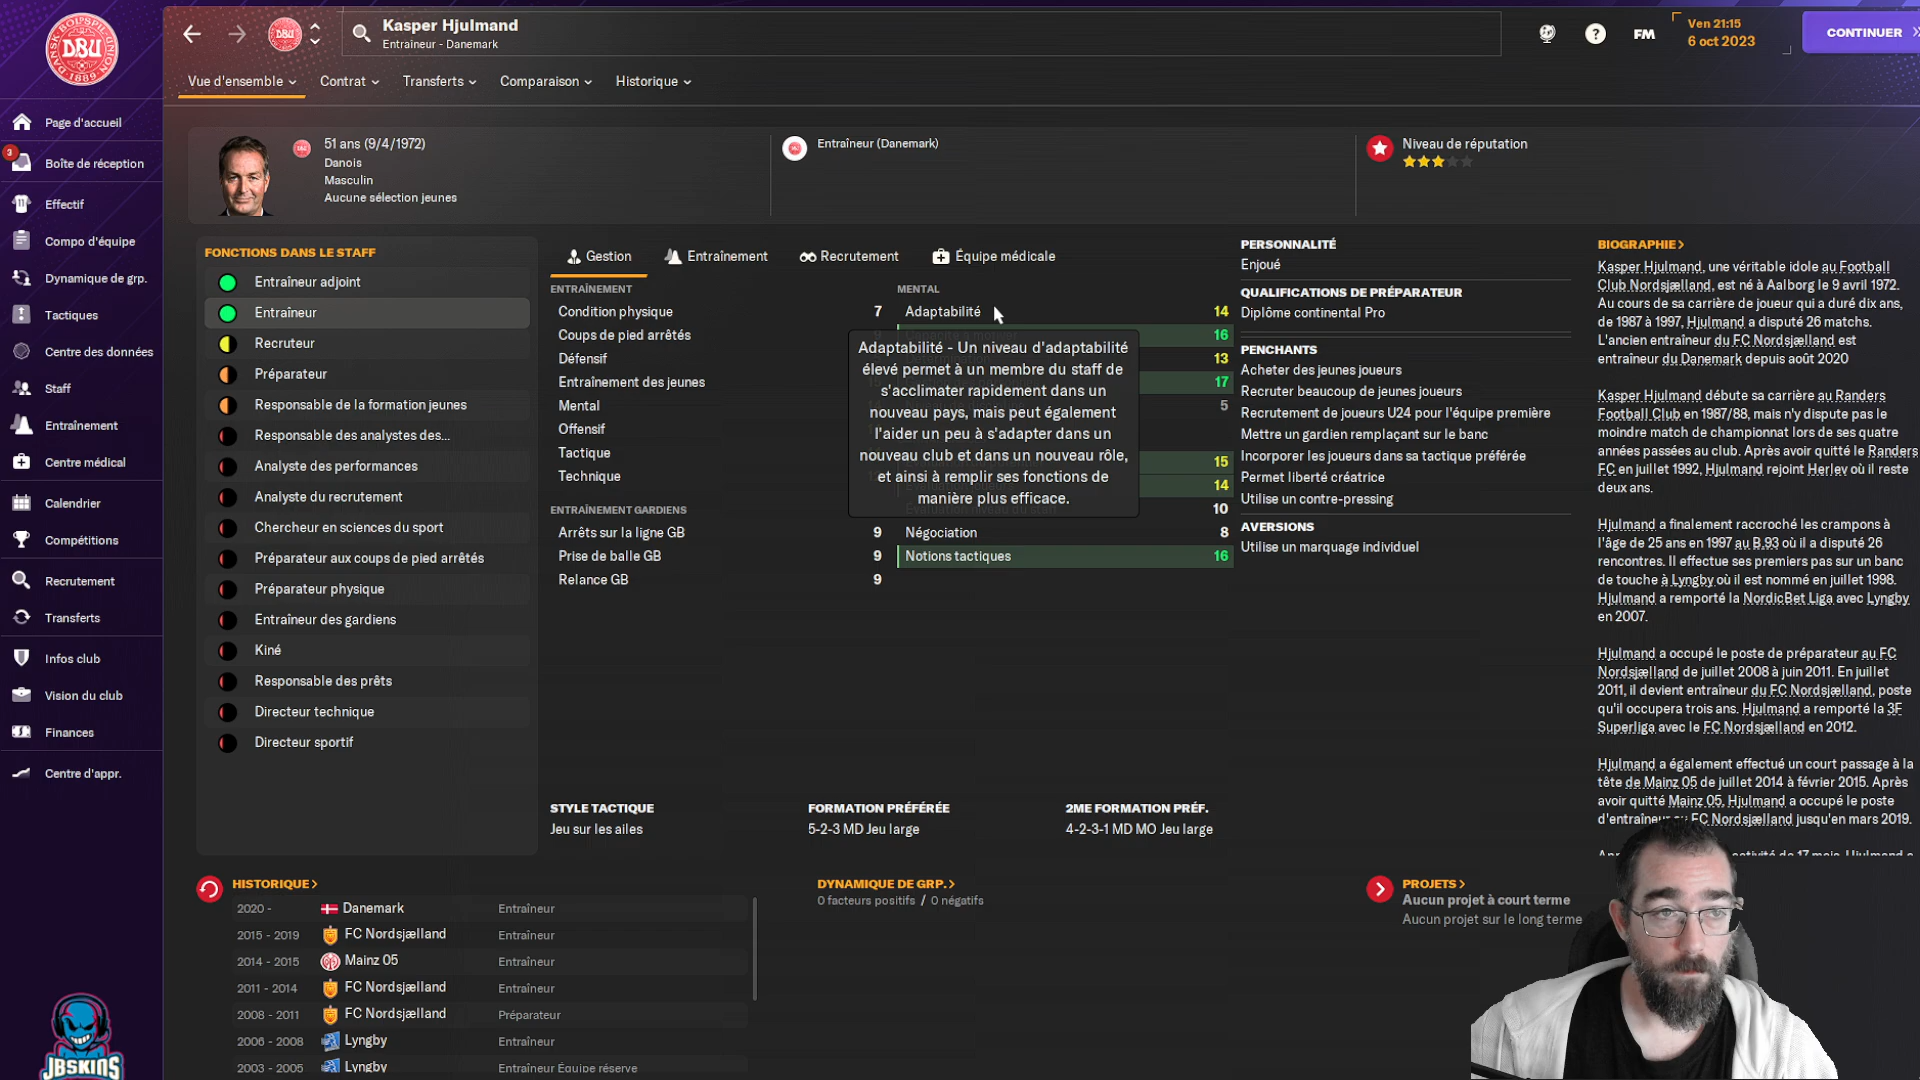 DANSK BOLDSPIL-UNION
DBU
1889
Kasper Hjulmand
Entraîneur - Danemark
FM
Ven 21:15
6 oct 2023
CONTINUER
Vue d'ensemble
Contrat
Transferts
Comparaison
Historique
Page d'accueil
3
Boîte de réception
Effectif
Compo d'équipe
Dynamique de grp.
Tactiques
Centre des données
Staff
Entraînement
Centre médical
Calendrier
Compétitions
Recrutement
Transferts
Infos club
Vision du club
Finances
Centre d'appr.
JBSKINS
51 ans (9/4/1972)
Danois
Masculin
Aucune sélection jeunes
Entraîneur (Danemark)
Niveau de réputation
FONCTIONS DANS LE STAFF
Entraîneur adjoint
Entraîneur
Recruteur
Préparateur
Responsable de la formation jeunes
Responsable des analystes des...
Analyste des performances
Analyste du recrutement
Chercheur en sciences du sport
Préparateur aux coups de pied arrêtés
Préparateur physique
Entraîneur des gardiens
Kiné
Responsable des prêts
Directeur technique
Directeur sportif
Gestion
Entraînement
Recrutement
Équipe médicale
ENTRAÎNEMENT
Condition physique 7
Coups de pied arrêtés
Défensif
Entraînement des jeunes
Mental
Offensif
Tactique
Technique
ENTRAÎNEMENT GARDIENS
Arrêts sur la ligne GB 9
Prise de balle GB 9
Relance GB 9
MENTAL
Adaptabilité 14
16
13
17
5
15
14
10
Négociation 8
Notions tactiques 16
Adaptabilité - Un niveau d'adaptabilité
élevé permet à un membre du staff de
s'acclimater rapidement dans un
nouveau pays, mais peut également
l'aider un peu à s'adapter dans un
nouveau club et dans un nouveau rôle,
et ainsi à remplir ses fonctions de
manière plus efficace.
PERSONNALITÉ
Enjoué
QUALIFICATIONS DE PRÉPARATEUR
Diplôme continental Pro
PENCHANTS
Acheter des jeunes joueurs
Recruter beaucoup de jeunes joueurs
Recrutement de joueurs U24 pour l'équipe première
Mettre un gardien remplaçant sur le banc
Incorporer les joueurs dans sa tactique préférée
Permet liberté créatrice
Utilise un contre-pressing
AVERSIONS
Utilise un marquage individuel
BIOGRAPHIE
Kasper Hjulmand, une véritable idole au Football
Club Nordsjælland, est né à Aalborg le 9 avril 1972.
Au cours de sa carrière de joueur qui a duré dix ans,
de 1987 à 1997, Hjulmand a disputé 26 matchs.
L'ancien entraîneur du FC Nordsjælland est
entraîneur du Danemark depuis août 2020
Kasper Hjulmand débute sa carrière au Randers
Football Club en 1987/88, mais n'y dispute pas le
moindre match de championnat lors de ses quatre
années passées au club. Après avoir quitté le Randers
FC en juillet 1992, Hjulmand rejoint Herlev où il reste
deux ans.
Hjulmand a finalement raccroché les crampons à
l'âge de 25 ans en 1997 au B.93 où il a disputé 26
rencontres. Il effectue ses premiers pas sur un banc
de touche à Lyngby où il est nommé en juillet 1998.
Hjulmand a remporté la NordicBet Liga avec Lyngby
en 2007.
Hjulmand a occupé le poste de préparateur au FC
Nordsjælland de juillet 2008 à juin 2011. En juillet
2011, il devient entraîneur du FC Nordsjælland, poste
qu'il occupera trois ans. Hjulmand a remporté la 3F
Superliga avec le FC Nordsjælland en 2012.
Hjulmand a également effectué un court passage à la
tête de Mainz 05 de juillet 2014 à février 2015. Après
avoir quitté Mainz 05, Hjulmand a occupé le poste
d'entraîneur au FC Nordsjælland jusqu'en mars 2019.
STYLE TACTIQUE
Jeu sur les ailes
FORMATION PRÉFÉRÉE
5-2-3 MD Jeu large
2ME FORMATION PRÉF.
4-2-3-1 MD MO Jeu large
HISTORIQUE
2020 - Danemark Entraîneur
2015 - 2019 FC Nordsjælland Entraîneur
2014 - 2015 Mainz 05 Entraîneur
2011 - 2014 FC Nordsjælland Entraîneur
2008 - 2011 FC Nordsjælland Préparateur
2006 - 2008 Lyngby Entraîneur
2003 - 2005 Lyngby Entraîneur Équipe réserve
DYNAMIQUE DE GRP.
0 facteurs positifs / 0 négatifs
PROJETS
Aucun projet à court terme
Aucun projet sur le long terme